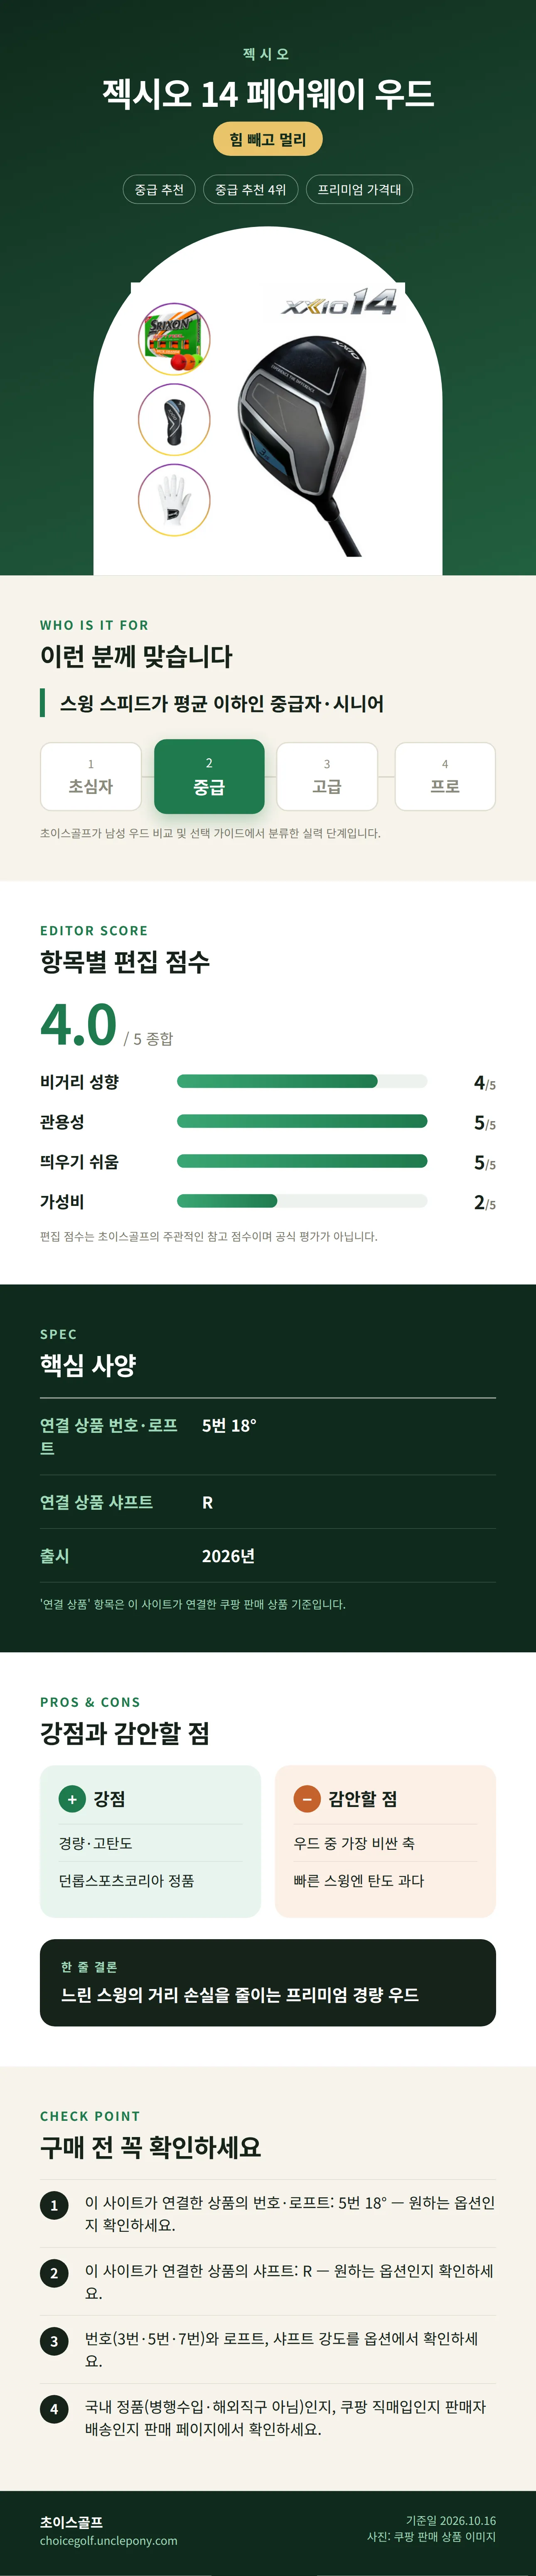 젝시오
젝시오 14 페어웨이 우드
힘 빼고 멀리
중급 추천
중급 추천 4위
프리미엄 가격대
XXIO 14
SRIXON
XXIO
이런 분께 맞습니다
WHO IS IT FOR
스윙 스피드가 평균 이하인 중급자·시니어
1
초심자
2
중급
3
고급
4
프로
초이스골프가 남성 우드 비교 및 선택 가이드에서 분류한 실력 단계입니다.
EDITOR SCORE
항목별 편집 점수
4.0 / 5 종합
비거리 성향 4/5
관용성 5/5
띄우기 쉬움 5/5
가성비 2/5
편집 점수는 초이스골프의 주관적인 참고 점수이며 공식 평가가 아닙니다.
SPEC
핵심 사양
연결 상품 번호·로프 5번 18°
트
연결 상품 샤프트 R
출시 2026년
'연결 상품' 항목은 이 사이트가 연결한 쿠팡 판매 상품 기준입니다.
PROS & CONS
강점과 감안할 점
+ 강점
경량·고탄도
던롭스포츠코리아 정품
− 감안할 점
우드 중 가장 비싼 축
빠른 스윙엔 탄도 과다
한 줄 결론
느린 스윙의 거리 손실을 줄이는 프리미엄 경량 우드
CHECK POINT
구매 전 꼭 확인하세요
1 이 사이트가 연결한 상품의 번호·로프트: 5번 18° — 원하는 옵션인
지 확인하세요.
2 이 사이트가 연결한 상품의 샤프트: R — 원하는 옵션인지 확인하세
요.
3 번호(3번·5번·7번)와 로프트, 샤프트 강도를 옵션에서 확인하세
요.
4 국내 정품(병행수입·해외직구 아님)인지, 쿠팡 직매입인지 판매자
배송인지 판매 페이지에서 확인하세요.
초이스골프
choicegolf.unclepony.com
기준일 2026.10.16
사진: 쿠팡 판매 상품 이미지